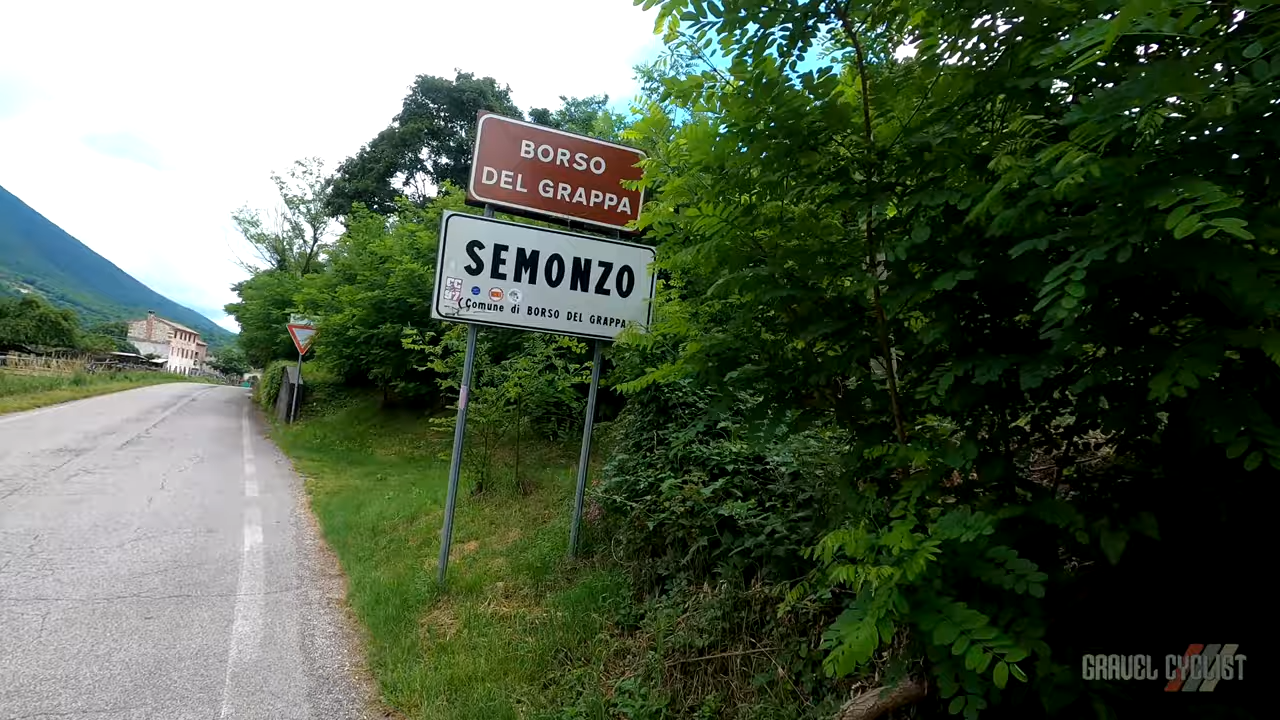 BORSO
DEL GRAPPA
SEMONZO
(Comune di BORSO DEL GRAPPA
GRAVEL CYCLIST